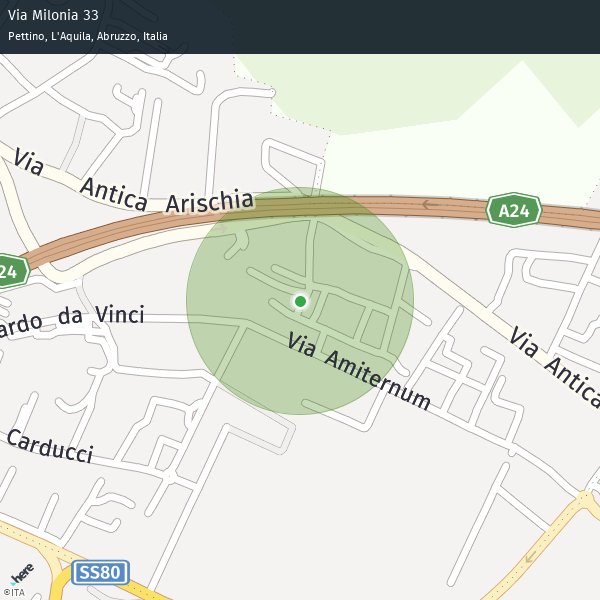 Via Milonia 33
Pettino, L'Aquila, Abruzzo, Italia
Via Antica Arischia
A24
24
ardo da Vinci
Via Amiternum
Via Antica
Carducci
SS80
here
©ITA